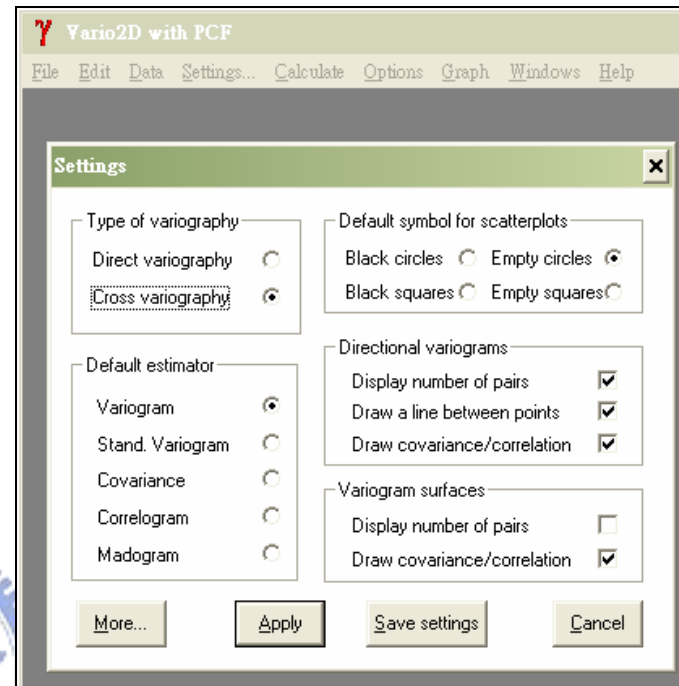 γ Vario2D with PCF
File Edit Data Settings... Calculate Options Graph Windows Help
Settings
Type of variography
Direct variography
Cross variography
Default estimator
Variogram
Stand. Variogram
Covariance
Correlogram
Madogram
Default symbol for scatterplots
Black circles Empty circles
Black squares Empty squares
Directional variograms
Display number of pairs
Draw a line between points
Draw covariance/correlation
Variogram surfaces
Display number of pairs
Draw covariance/correlation
More... Apply Save settings Cancel